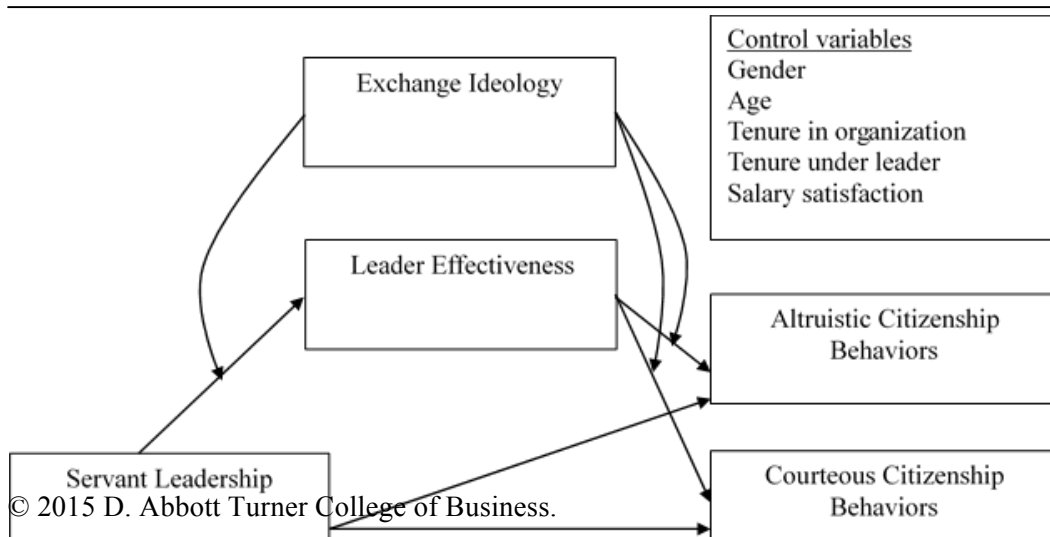 Control variables
Gender
Age
Tenure in organization
Tenure under leader
Salary satisfaction
Exchange Ideology
Leader Effectiveness
Altruistic Citizenship
Behaviors
Servant Leadership
Courteous Citizenship
Behaviors
© 2015 D. Abbott Turner College of Business.